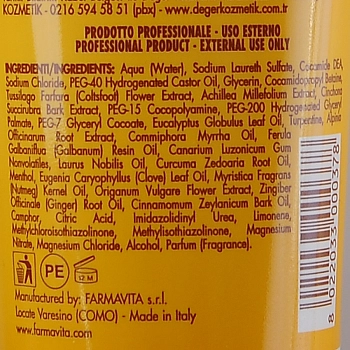 KOZMETİK - 0216 594 58 51 (pbx) - www.degerkozmetik.com.tr
PRODOTTO PROFESSIONALE - USO ESTERNO
PROFESSIONAL PRODUCT - EXTERNAL USE ONLY
INGREDIENTI/INGREDIENTS: Aqua (Water), Sodium Laureth Sulfate, Cocamide DEA,
Sodium Chloride, PEG-40 Hydrogenated Castor Oil, Glycerin, Cocamidopropyl Betaine,
Tussilago Farfara (Coltsfoot) Flower Extract, Achillea Millefolium Extract, Cinchona
Succirubra Bark Extract, PEG-15 Cocopolyamine, PEG-200 Hydrogenated Glyceryl
Palmate, PEG-7 Glyceryl Cocoate, Eucalyptus Globulus Leaf Oil, Turpentine, Alpinia
Officinarum Root Extract, Commiphora Myrrha Oil, Ferula
Galbaniflua (Galbanum) Resin Oil, Canarium Luzonicum Gum
Nonvolatiles, Laurus Nobilis Oil, Curcuma Zedoaria Root Oil,
Menthol, Eugenia Caryophyllus (Clove) Leaf Oil, Myristica Fragrans
(Nutmeg) Kernel Oil, Origanum Vulgare Flower Extract, Zingiber
Officinale (Ginger) Root Oil, Cinnamomum Zeylanicum Bark Oil,
Camphor, Citric Acid, Imidazolidinyl Urea, Limonene,
Methylchloroisothiazolinone, Methylisothiazolinone, Magnesium
Nitrate, Magnesium Chloride, Alcohol, Parfum (Fragrance).
PE
12 M
Manufactured by: FARMAVITA s.r.l.
Locate Varesino (COMO) - Made in Italy
www.farmavita.com
8 022033 000378